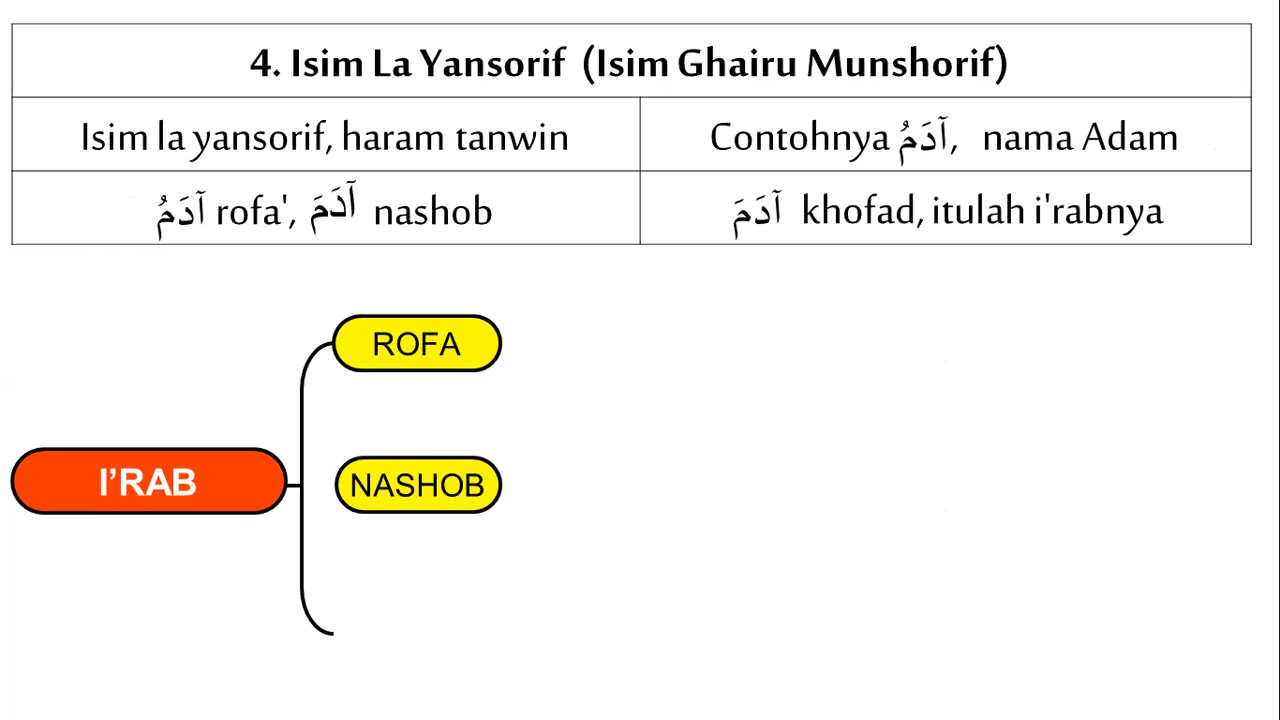 4. Isim La Yansorif (Isim Ghairu Munshorif)
Isim la yansorif, haram tanwin
Contohnya آدَمُ, nama Adam
آدَمُ rofa', آدَمَ nashob
آدَمَ khofad, itulah i'rabnya
ROFA
I’RAB
NASHOB